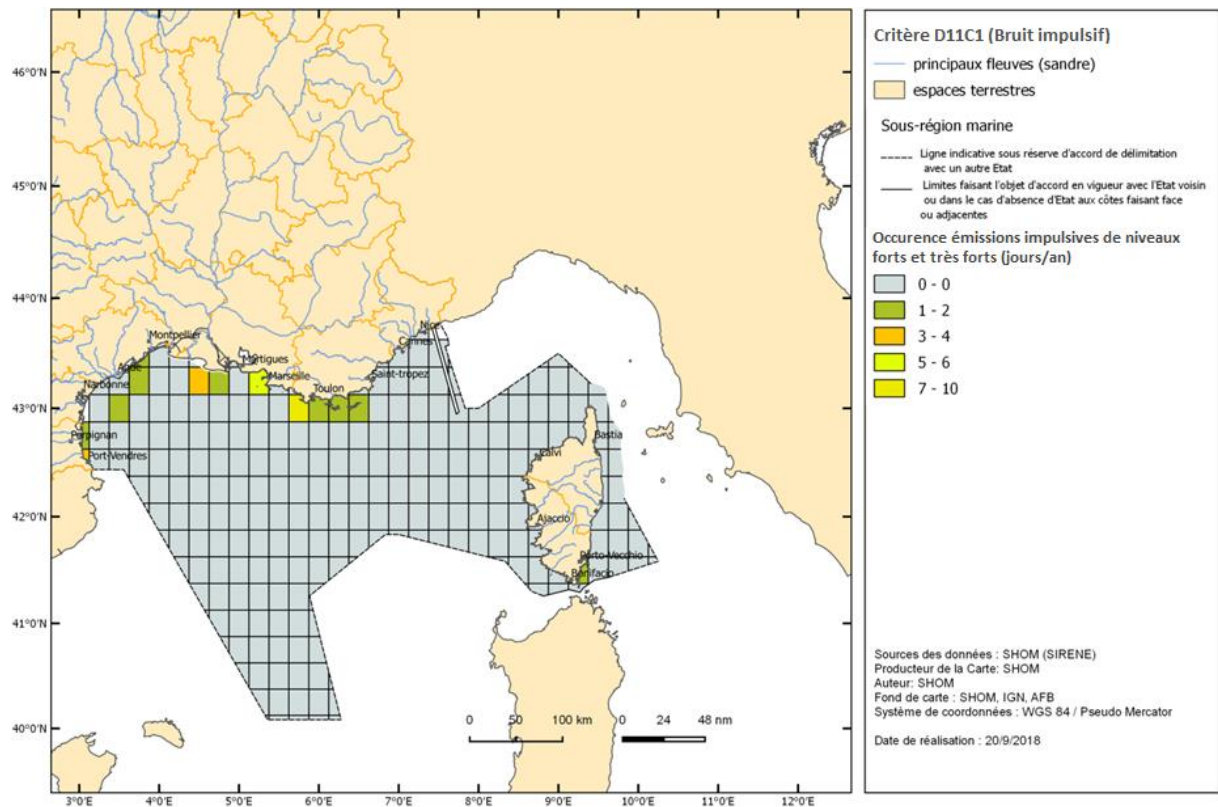 46°0'N
45°0'N
44°0'N
43°0'N
42°0'N
41°0'N
40°0'N
Montpellier
Agde
Narbonne
Perpignan
Port-Vendres
Martigues
Marseille
Toulon
Saint-tropez
Cannes
Nice
Bastia
Calvi
Ajaccio
Porto-Vecchio
Bonifacio
0 50 100 km
0 24 48 nm
3°0'E 4°0'E 5°0'E 6°0'E 7°0'E 8°0'E 9°0'E 10°0'E 11°0'E 12°0'E
Critère D11C1 (Bruit impulsif)
principaux fleuves (sandre)
espaces terrestres
Sous-région marine
Ligne indicative sous réserve d'accord de délimitation
avec un autre Etat
Limites faisant l'objet d'accord en vigueur avec l'Etat voisin
ou dans le cas d'absence d'Etat aux côtes faisant face
ou adjacentes
Occurence émissions impulsives de niveaux
forts et très forts (jours/an)
0 - 0
1 - 2
3 - 4
5 - 6
7 - 10
Sources des données : SHOM (SIRENE)
Producteur de la Carte: SHOM
Auteur: SHOM
Fond de carte : SHOM, IGN, AFB
Système de coordonnées : WGS 84 / Pseudo Mercator
Date de réalisation : 20/9/2018